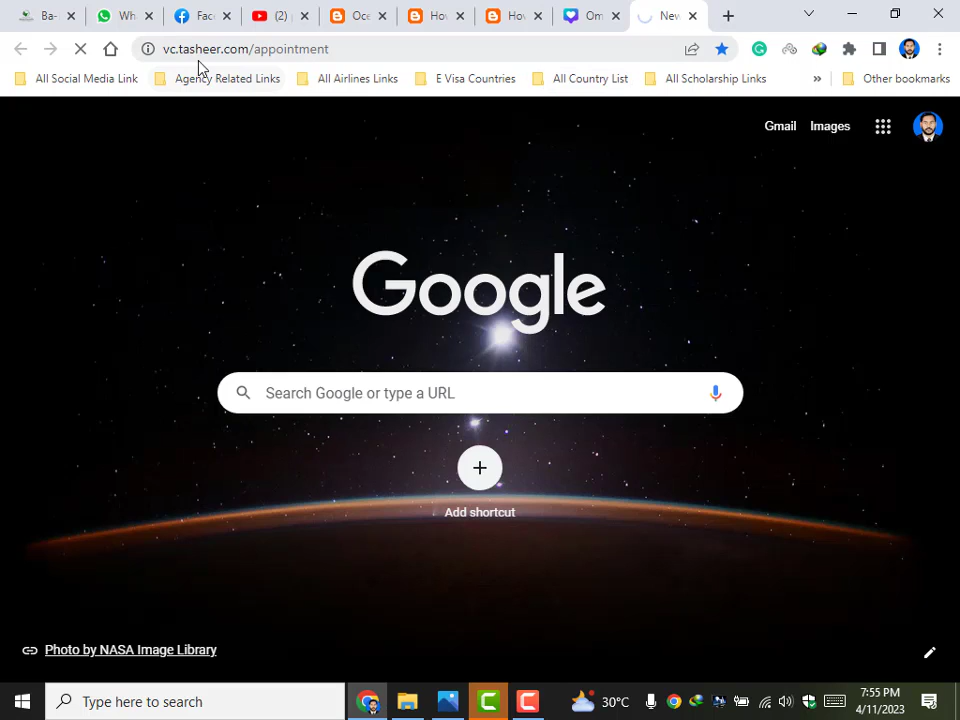 Ba-
Wh
Fac
(2)
Oce
Hov
Hov
Om
New
vc.tasheer.com/appointment
All Social Media Link
Agency Related Links
All Airlines Links
E Visa Countries
All Country List
All Scholarship Links
»
Other bookmarks
Gmail
Images
Google
Search Google or type a URL
Add shortcut
Photo by NASA Image Library
Type here to search
30°C
7:55 PM
4/11/2023